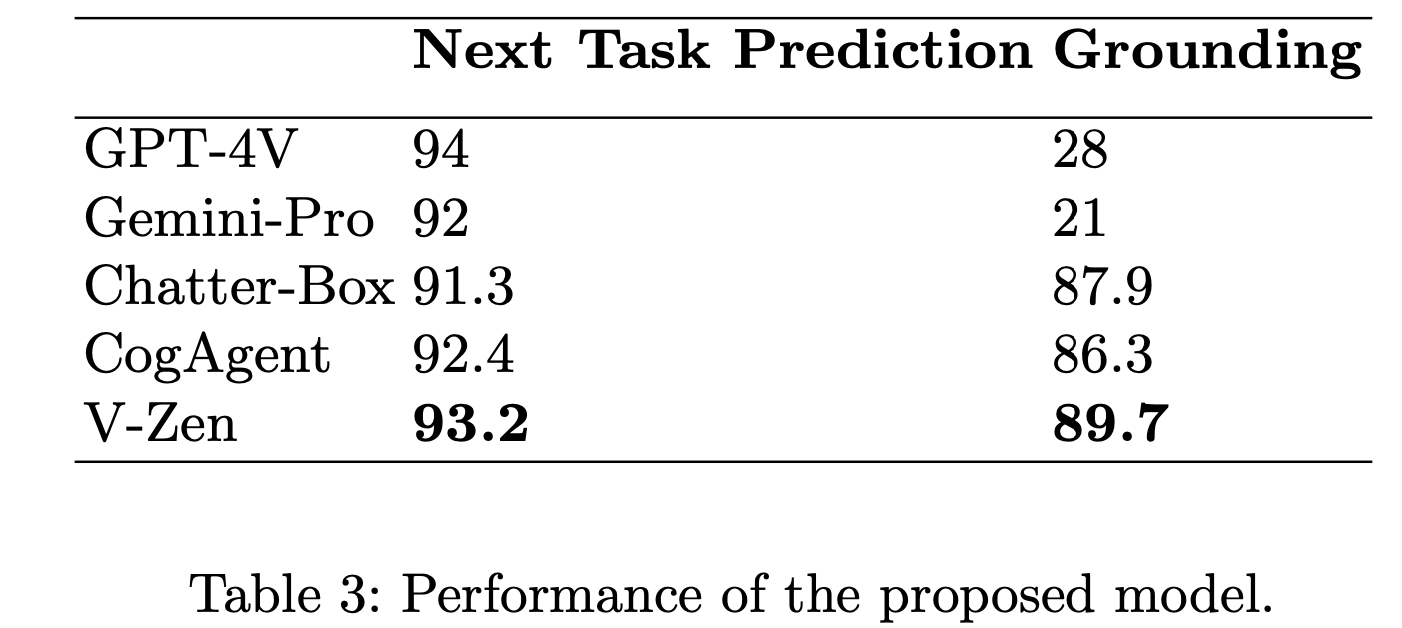 Next Task Prediction Grounding
GPT-4V 94 28
Gemini-Pro 92 21
Chatter-Box 91.3 87.9
CogAgent 92.4 86.3
V-Zen 93.2 89.7
Table 3: Performance of the proposed model.